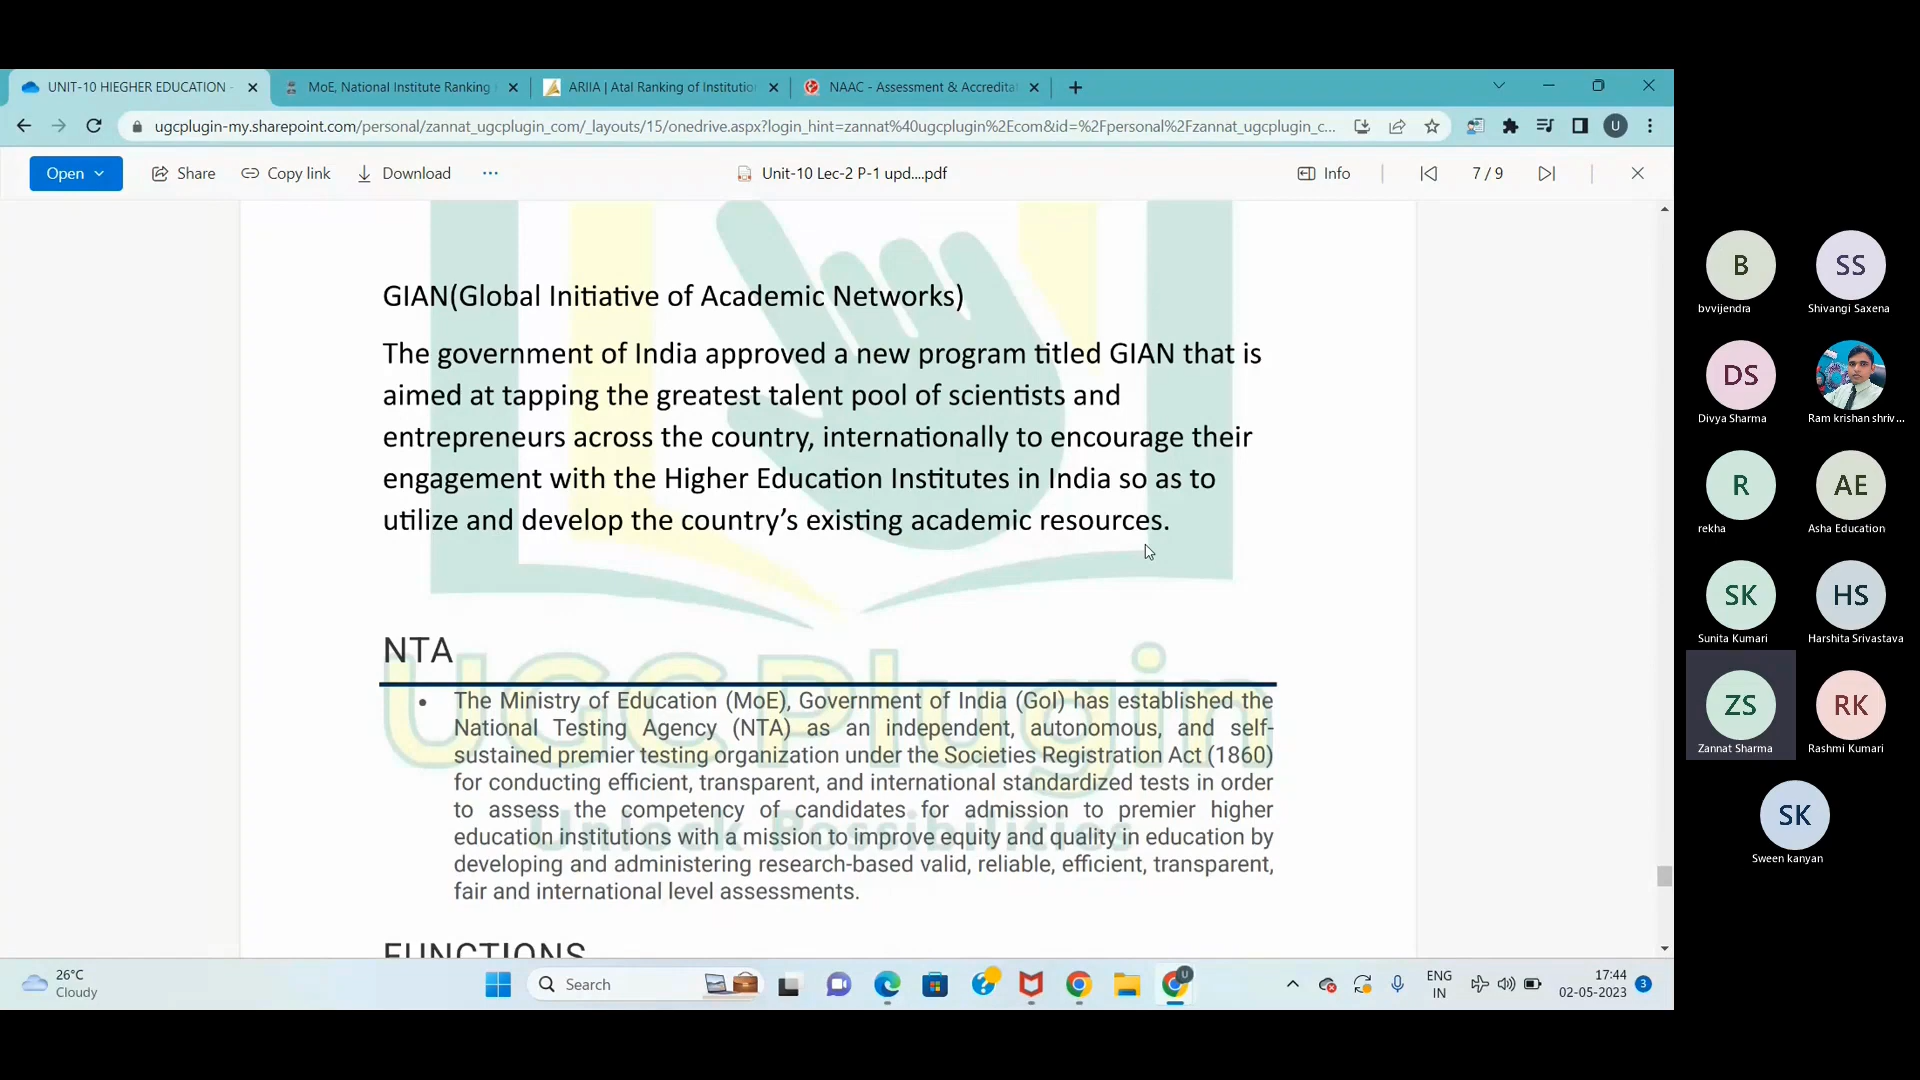 UNIT-10 HIEGHER EDUCATION -
MoE, National Institute Ranking
ARIIA | Atal Ranking of Institutio
NAAC - Assessment & Accredita
ugcplugin-my.sharepoint.com/personal/zannat_ugcplugin_com/_layouts/15/onedrive.aspx?login_hint=zannat%40ugcplugin%2Ecom&id=%2Fpersonal%2Fzannat_ugcplugin_c...
U
Open
Share
Copy link
Download
...
Unit-10 Lec-2 P-1 upd....pdf
Info
7 / 9
GIAN(Global Initiative of Academic Networks)
The government of India approved a new program titled GIAN that is
aimed at tapping the greatest talent pool of scientists and
entrepreneurs across the country, internationally to encourage their
engagement with the Higher Education Institutes in India so as to
utilize and develop the country’s existing academic resources.
NTA
UGCPlugin
Unlock Possibilities
• The Ministry of Education (MoE), Government of India (GoI) has established the
National Testing Agency (NTA) as an independent, autonomous, and self-
sustained premier testing organization under the Societies Registration Act (1860)
for conducting efficient, transparent, and international standardized tests in order
to assess the competency of candidates for admission to premier higher
education institutions with a mission to improve equity and quality in education by
developing and administering research-based valid, reliable, efficient, transparent,
fair and international level assessments.
FUNCTIONS
B
bvvijendra
SS
Shivangi Saxena
DS
Divya Sharma
Ram krishan shriv...
R
rekha
AE
Asha Education
SK
Sunita Kumari
HS
Harshita Srivastava
ZS
Zannat Sharma
RK
Rashmi Kumari
SK
Sween kanyan
26°C
Cloudy
Search
U
ENG
IN
17:44
02-05-2023
3